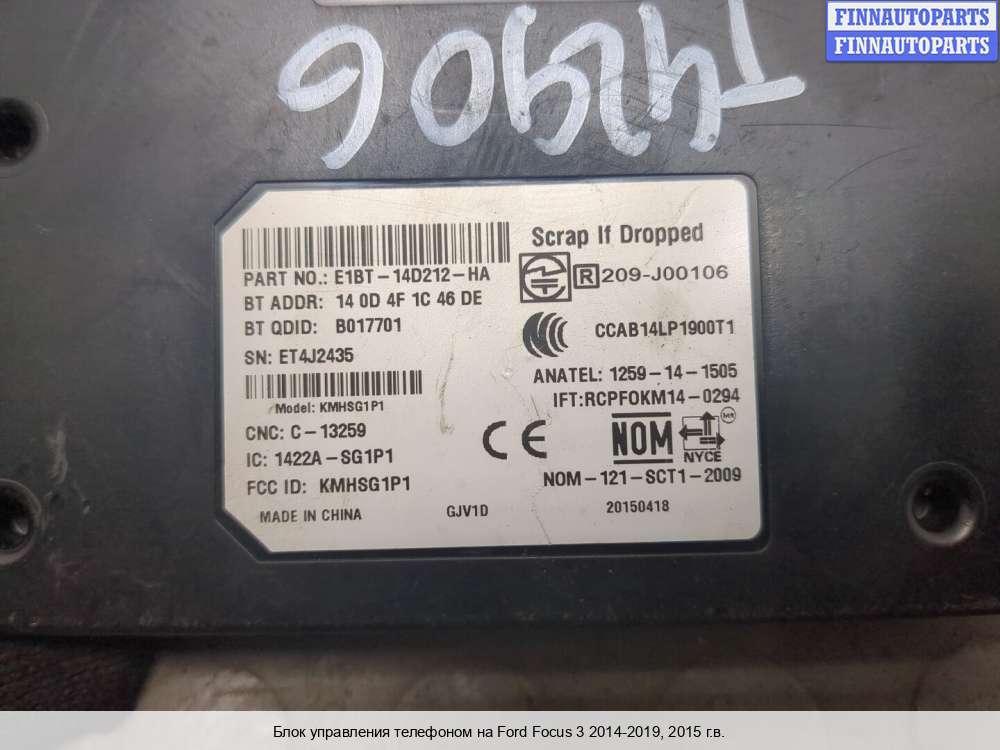 FINNAUTOPARTS
FINNAUTOPARTS
T42906
Scrap If Dropped
PART NO.: E1BT-14D212-HA
R 209-J00106
BT ADDR: 14 0D 4F 1C 46 DE
BT QDID: B017701
CCAB14LP1900T1
SN: ET4J2435
ANATEL: 1259-14-1505
IFT:RCPFOKM14-0294
Model: KMHSG1P1
CNC: C-13259
CE
NOM
NYCE
IC: 1422A-SG1P1
FCC ID: KMHSG1P1
NOM-121-SCT1-2009
MADE IN CHINA
GJV1D
20150418
Блок управления телефоном на Ford Focus 3 2014-2019, 2015 г.в.